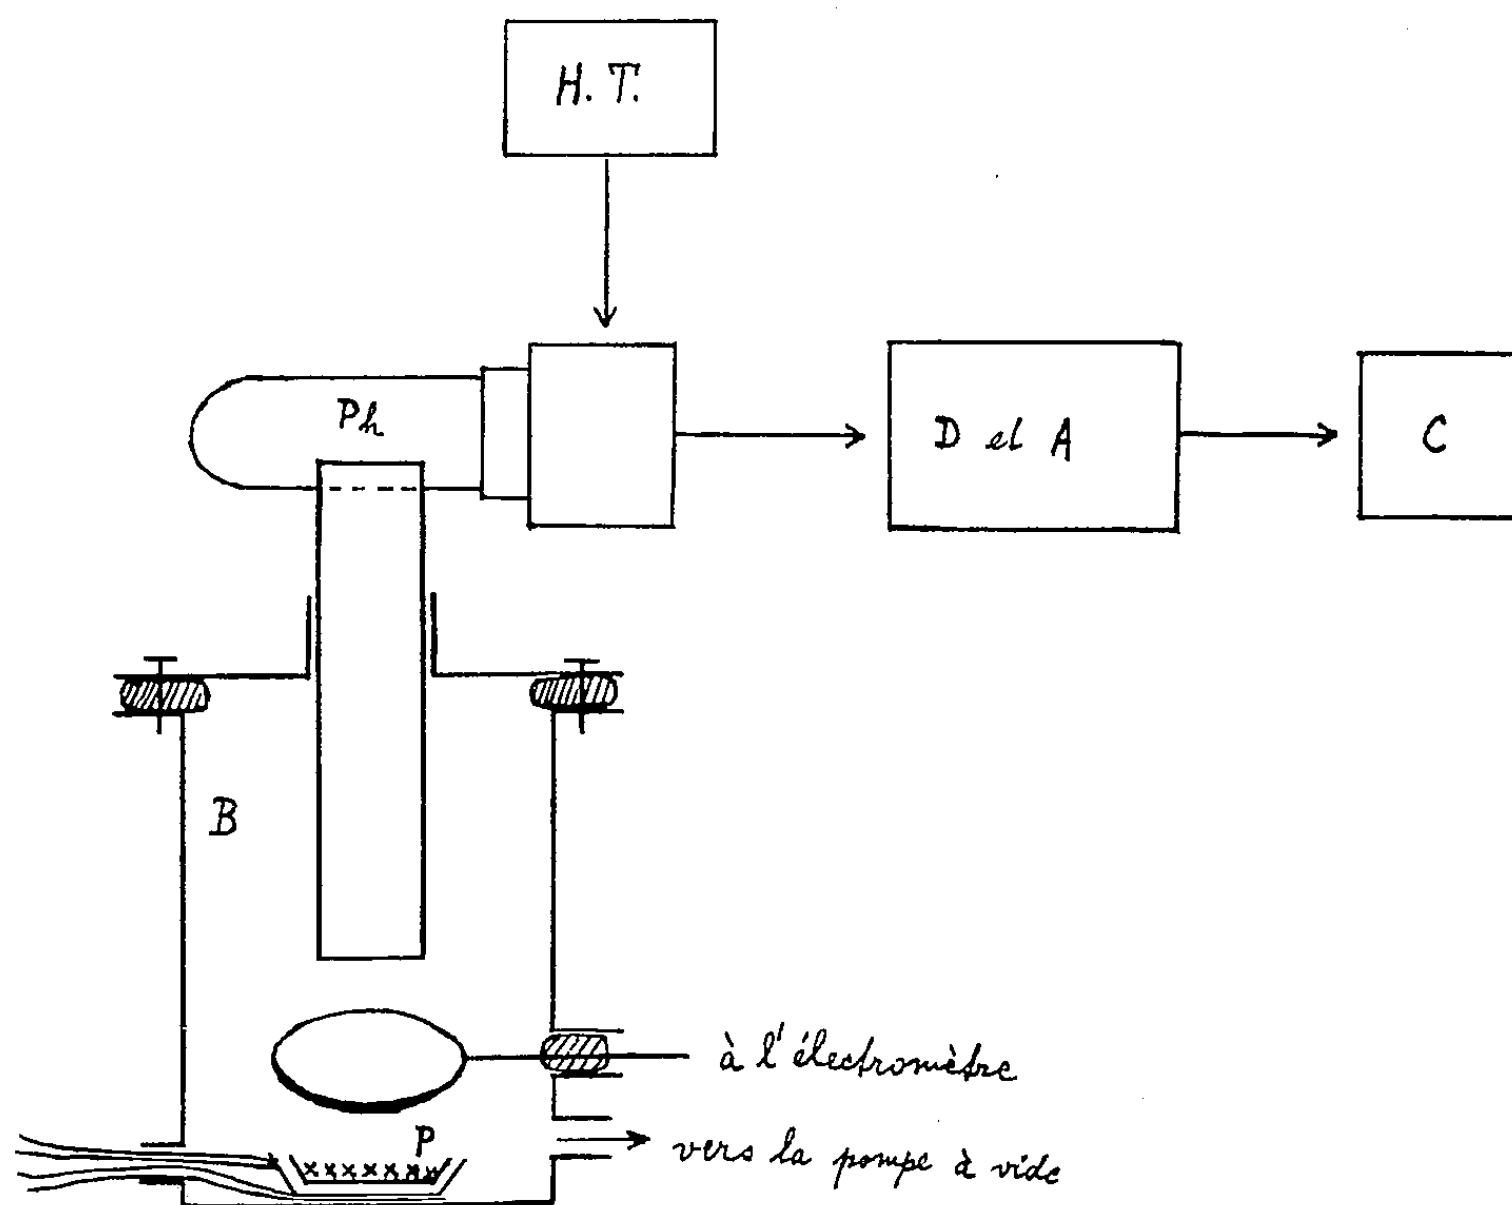 H. T.
Ph
D et A
C
B
à l'électromètre
P
vers la pompe à vide